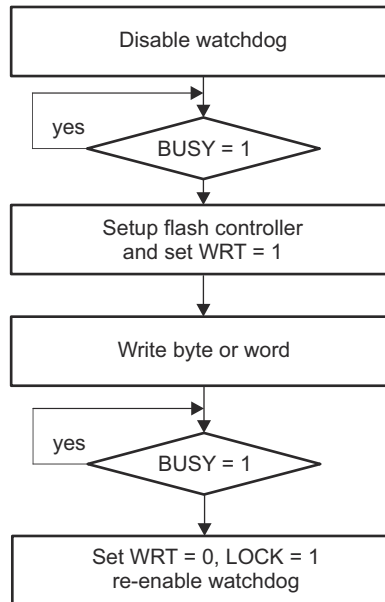 Disable watchdog
yes
BUSY = 1
Setup flash controller
and set WRT = 1
Write byte or word
yes
BUSY = 1
Set WRT = 0, LOCK = 1
re-enable watchdog